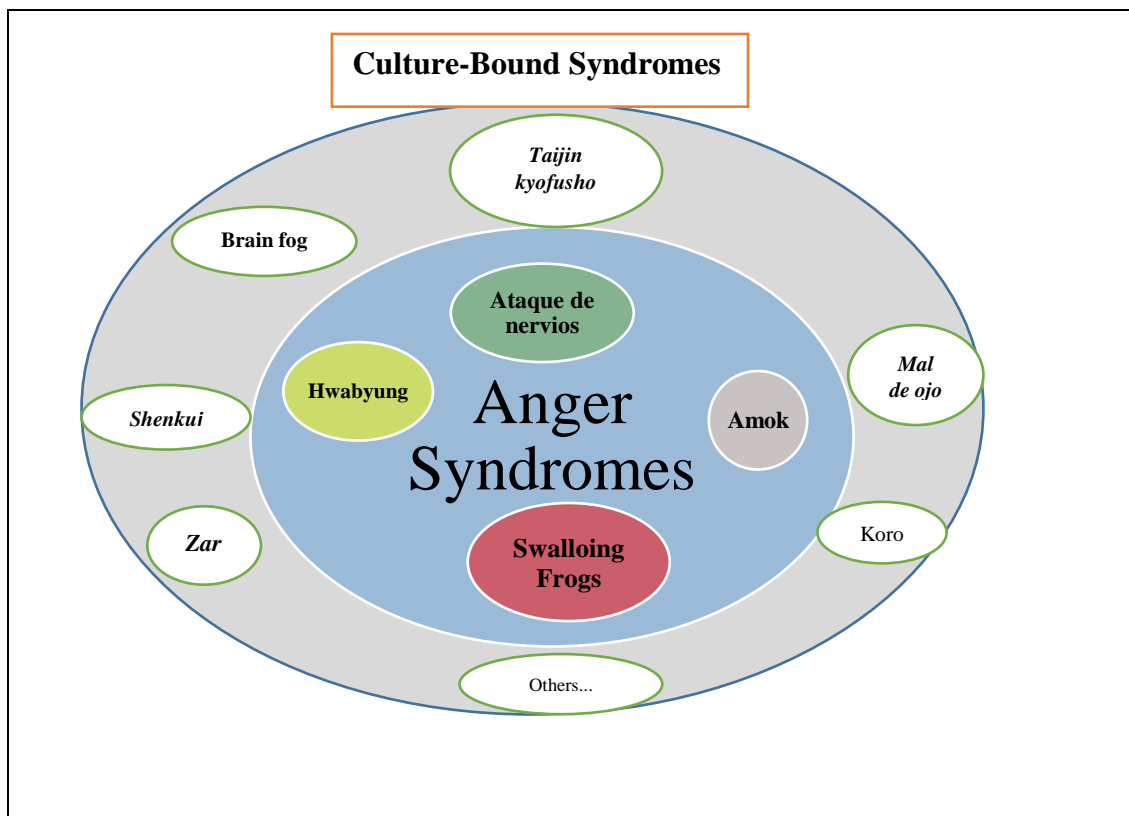 Culture-Bound Syndromes
Taijin
kyofusho
Brain fog
Ataque de
nervios
Hwabyung
Mal
de ojo
Shenkui
Anger
Syndromes
Amok
Zar
Koro
Swalloing
Frogs
Others...